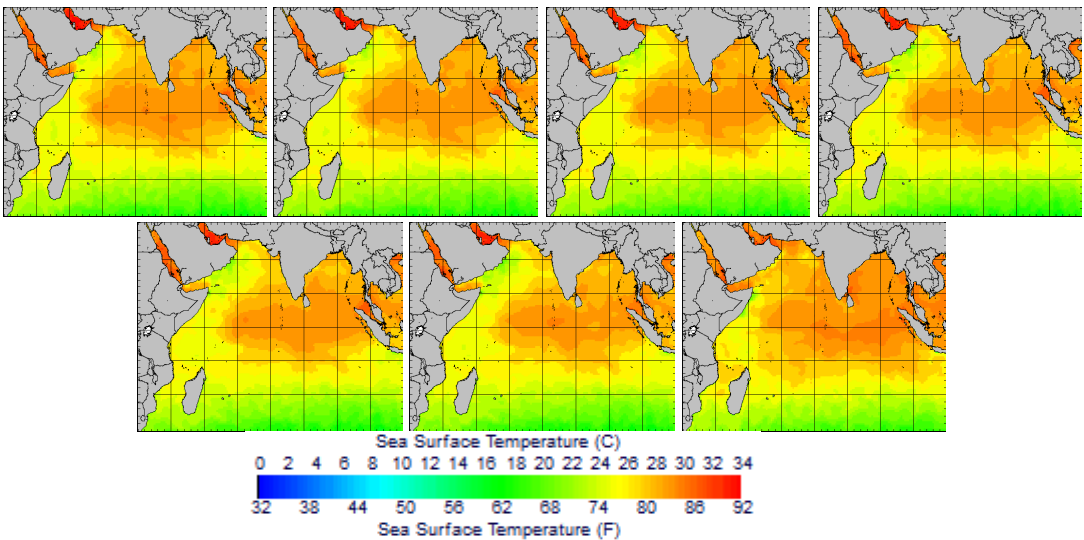 Sea Surface Temperature (C)
0 2 4 6 8 10 12 14 16 18 20 22 24 26 28 30 32 34
32 38 44 50 56 62 68 74 80 86 92
Sea Surface Temperature (F)